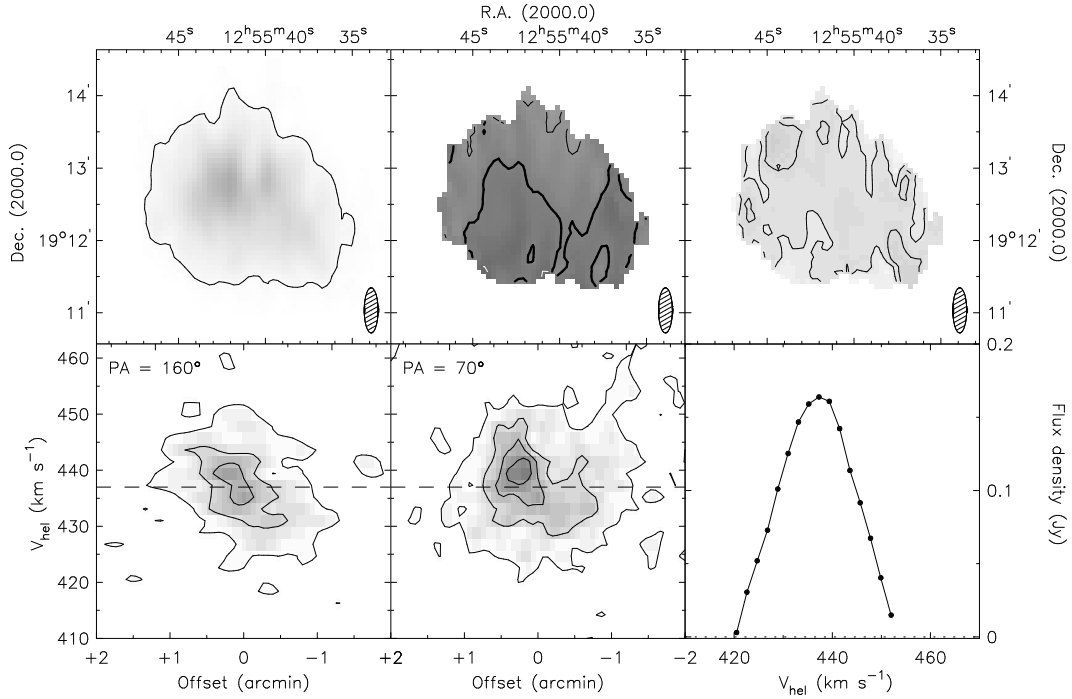 R.A. (2000.0)
45ˢ 12ʰ55ᵐ40ˢ 35ˢ 45ˢ 12ʰ55ᵐ40ˢ 35ˢ 45ˢ 12ʰ55ᵐ40ˢ 35ˢ
14' 14'
13' 13'
19°12' 19°12'
11' 11'
Dec. (2000.0)
Dec. (2000.0)
PA = 160° PA = 70° 0.2
460
450
440 0.1
430
420
410 0
V_hel (km s⁻¹)
Flux density (Jy)
+2 +1 0 -1 +2 +1 0 -1 -2 420 440 460
Offset (arcmin) Offset (arcmin) V_hel (km s⁻¹)